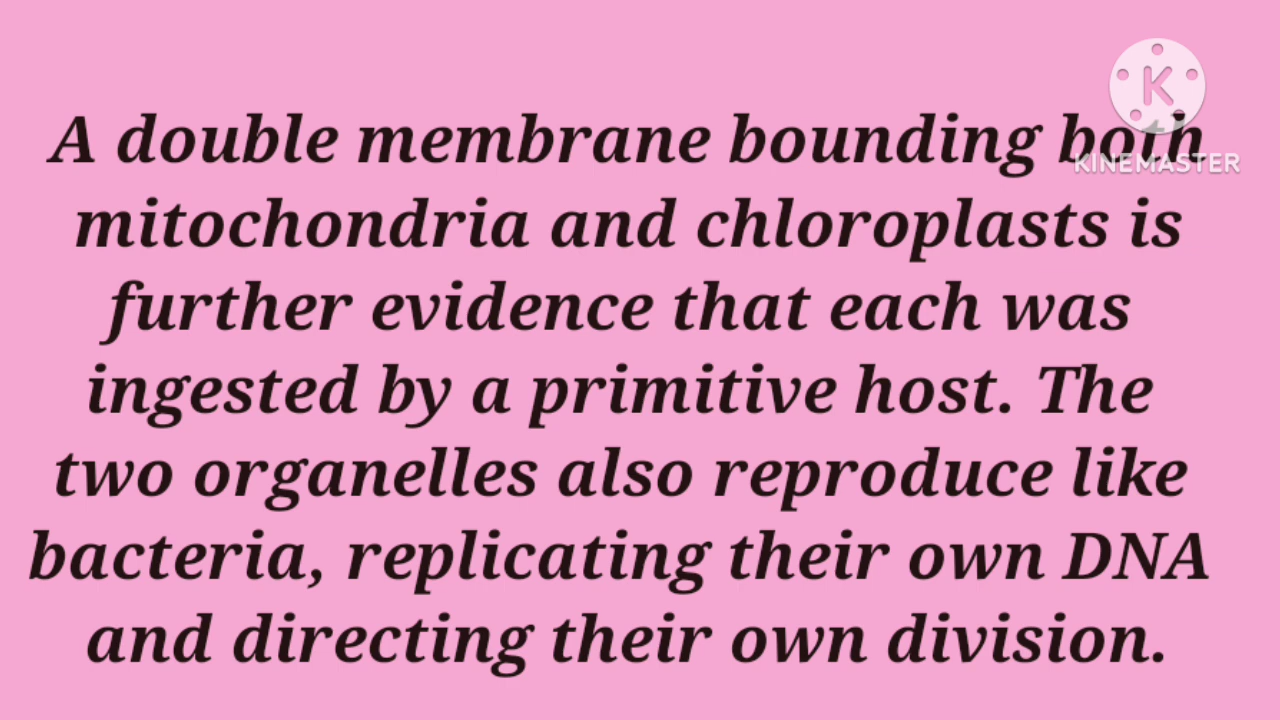 A double membrane bounding both
KINEMASTER
mitochondria and chloroplasts is
further evidence that each was
ingested by a primitive host. The
two organelles also reproduce like
bacteria, replicating their own DNA
and directing their own division.